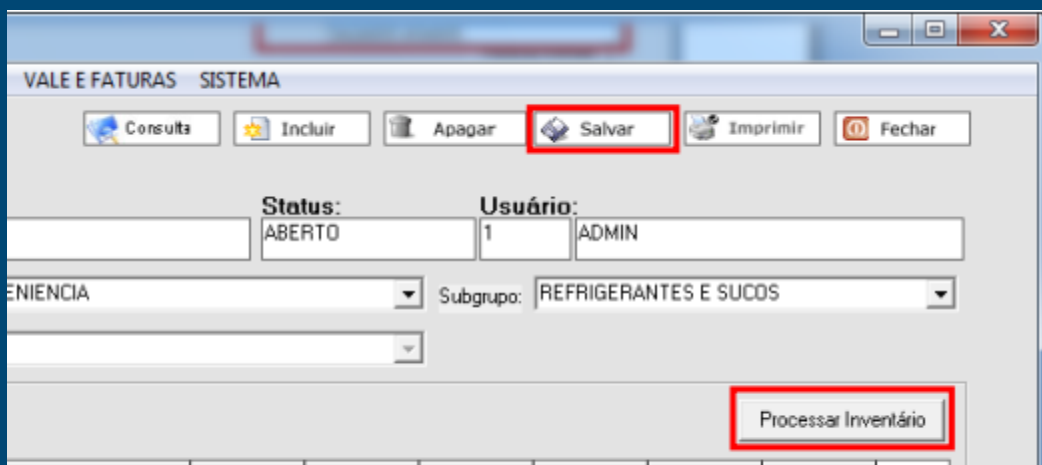 VALE E FATURAS SISTEMA
Consulta Incluir Apagar Salvar Imprimir Fechar
Status: Usuário:
ABERTO 1 ADMIN
ENIENCIA Subgrupo: REFRIGERANTES E SUCOS
Processar Inventário